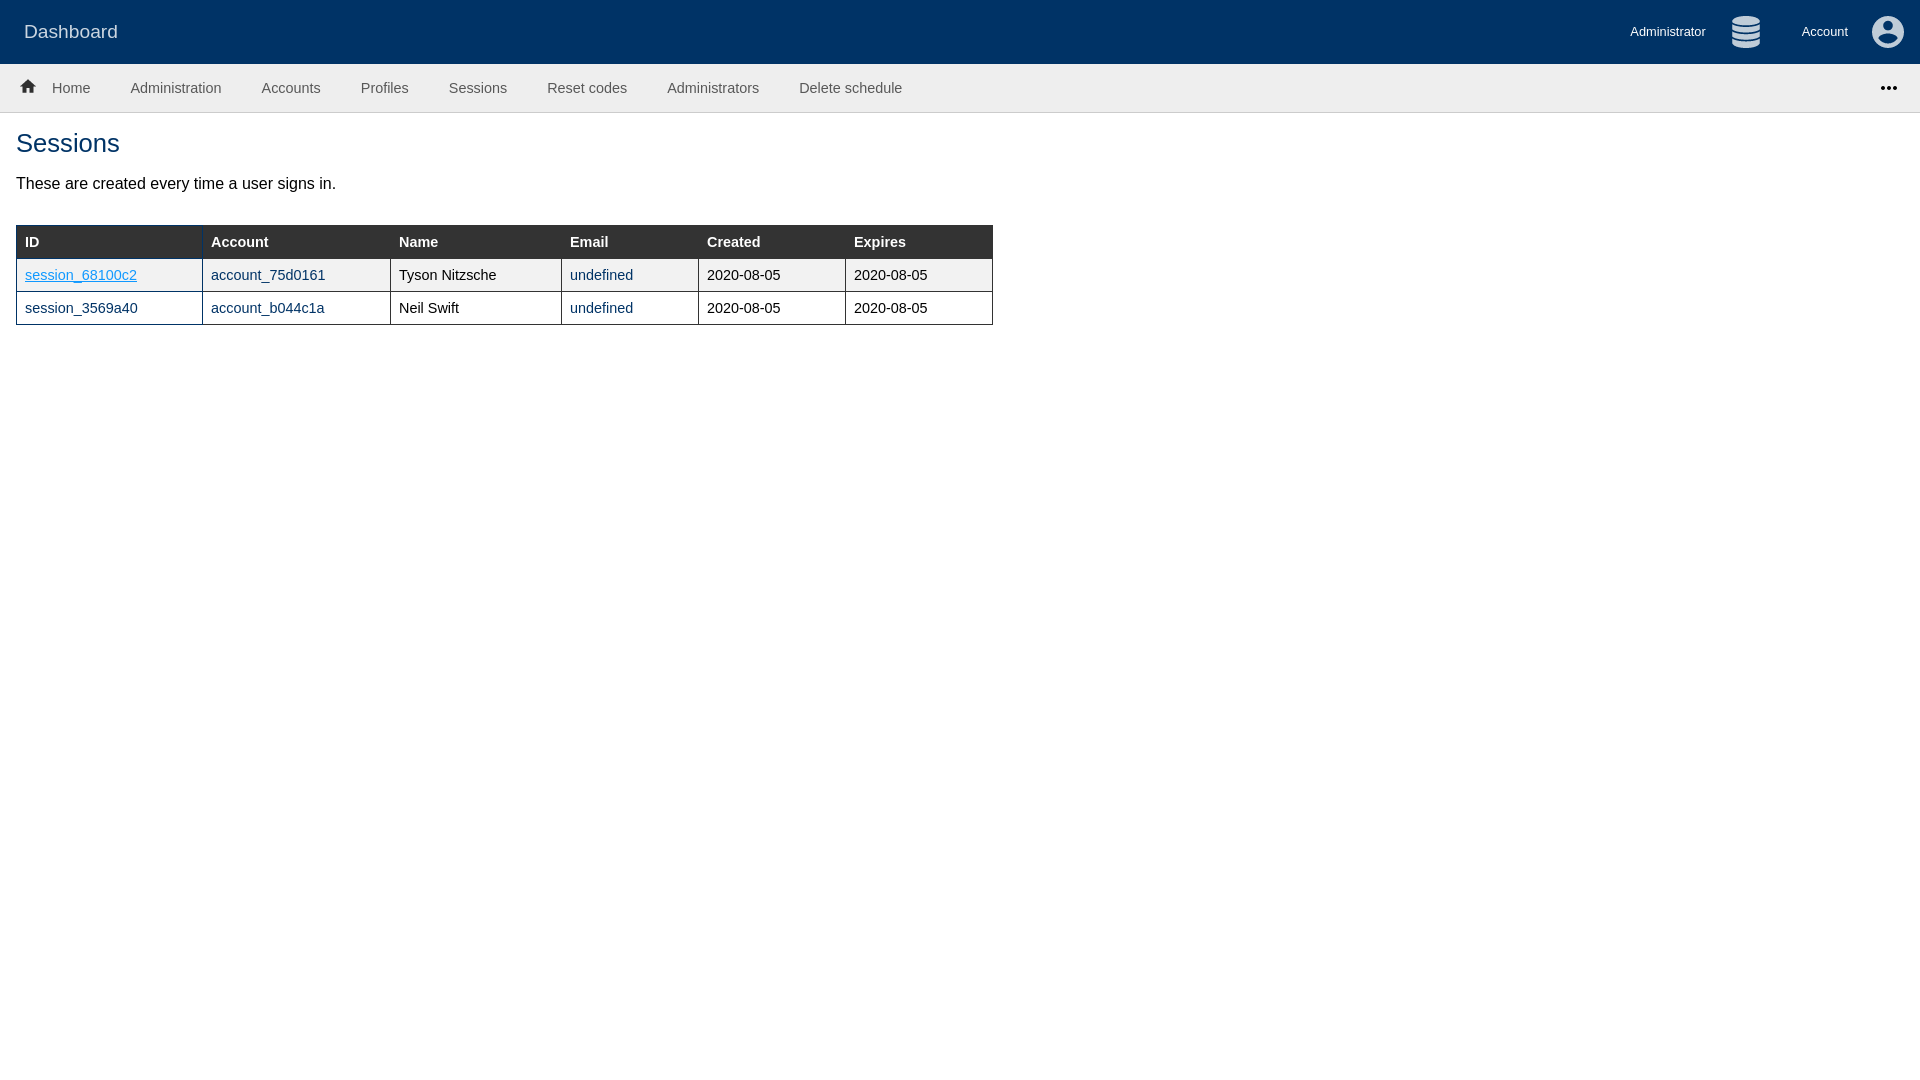 Dashboard
Administrator
Account
Home
Administration
Accounts
Profiles
Sessions
Reset codes
Administrators
Delete schedule
Sessions
These are created every time a user signs in.
ID Account Name Email Created Expires
session_68100c2 account_75d0161 Tyson Nitzsche undefined 2020-08-05 2020-08-05
session_3569a40 account_b044c1a Neil Swift undefined 2020-08-05 2020-08-05